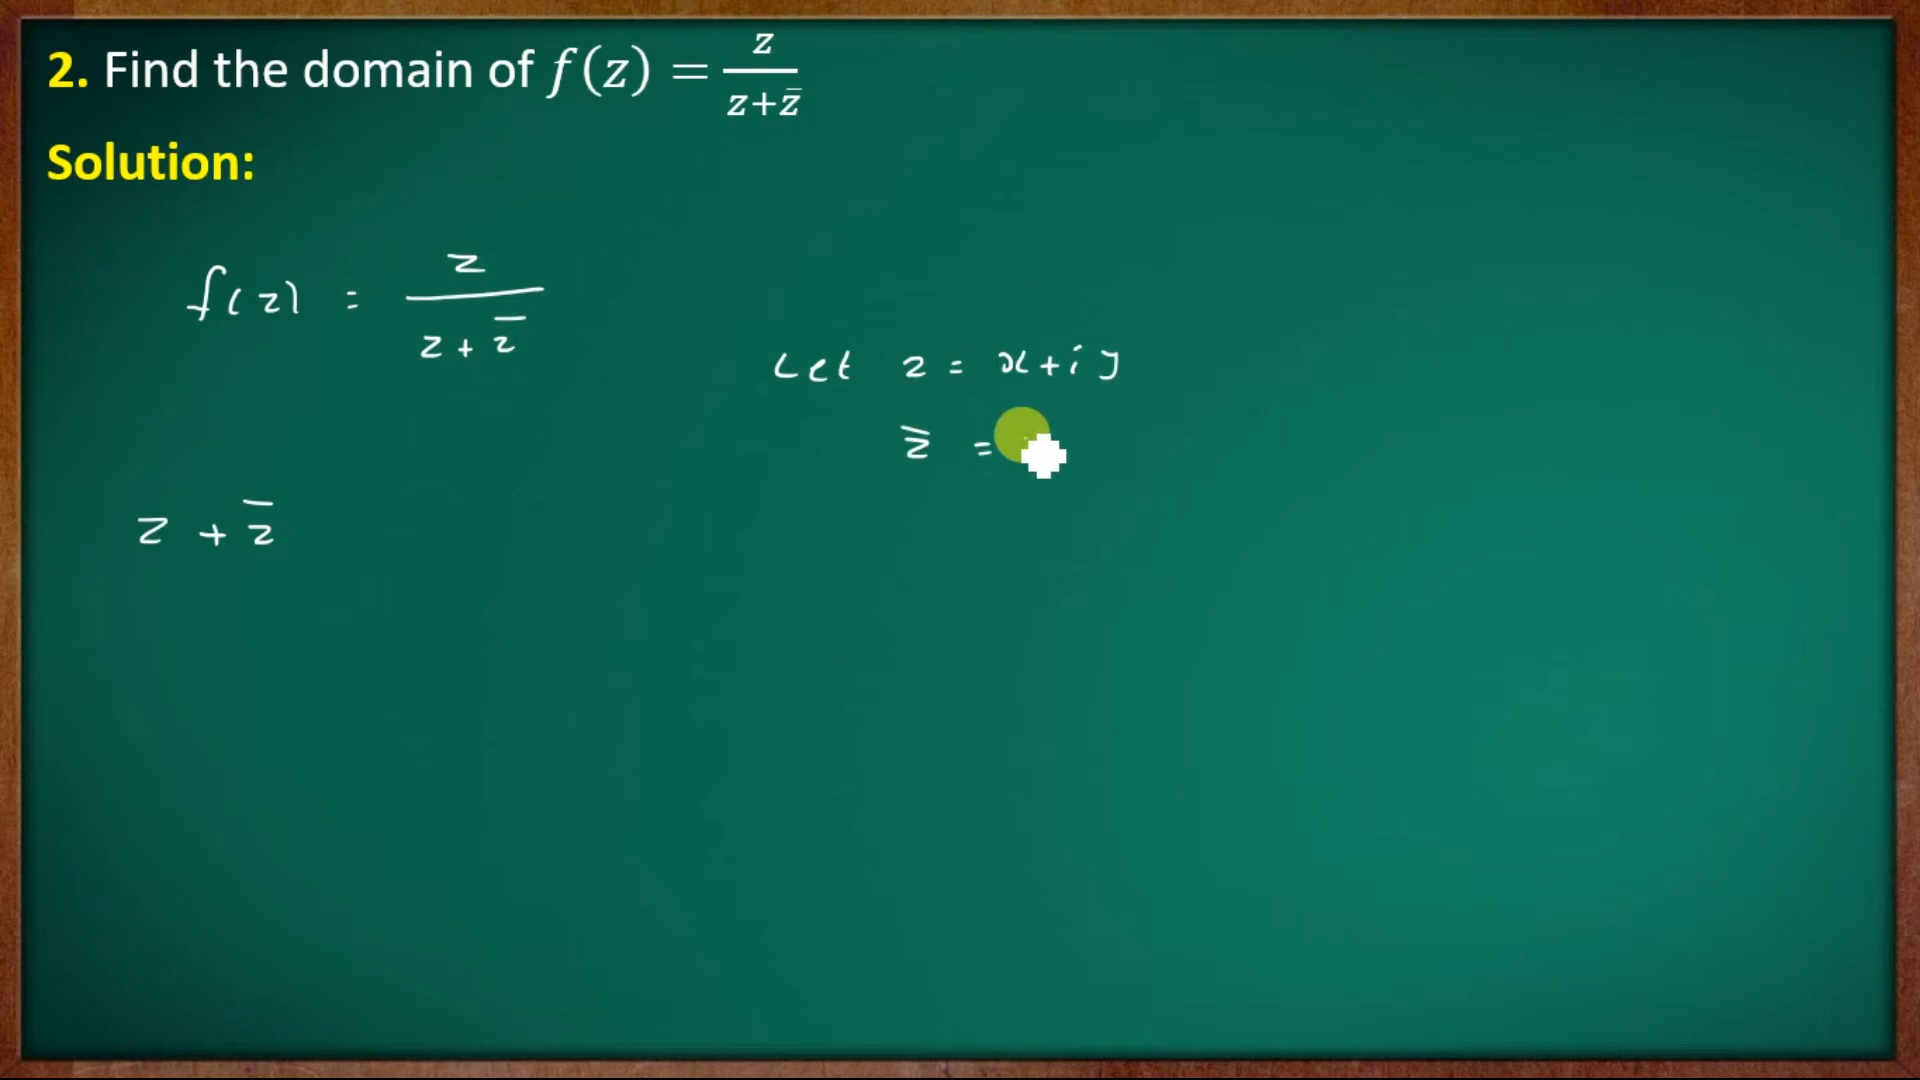 2. Find the domain of f(z) = z/(z+z̄)
Solution:
f(z) = z/(z + z̄)
Let z = x + iy
z̄ =
z + z̄